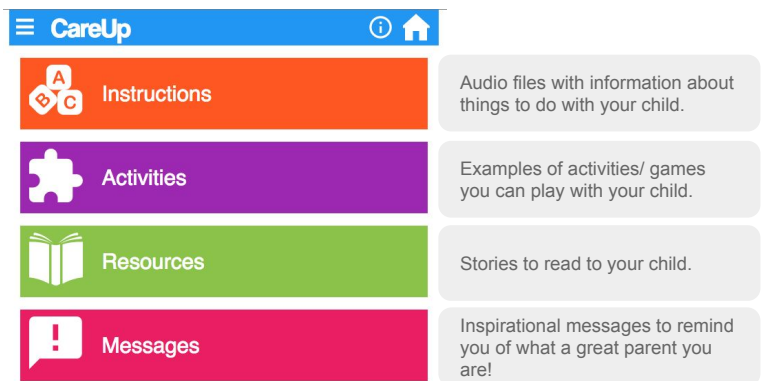 CareUp
A
B C
Instructions
Audio files with information about
things to do with your child.
Activities
Examples of activities/ games
you can play with your child.
Resources
Stories to read to your child.
! Messages
Inspirational messages to remind
you of what a great parent you
are!